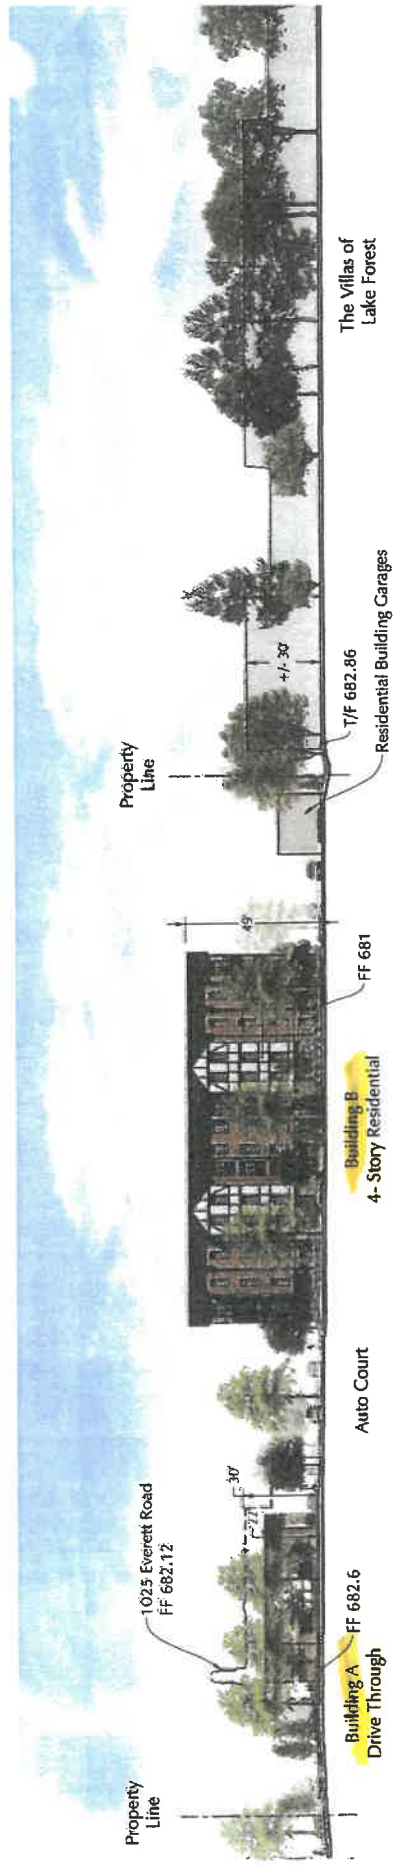 Property
Line
1025 Everett Road
FF 682.12
30'
22'
Building A
Drive Through
FF 682.6
Auto Court
Building B
4- Story Residential
49'
FF 681
Property
Line
+/- 30'
T/F 682.86
Residential Building Garages
The Villas of
Lake Forest